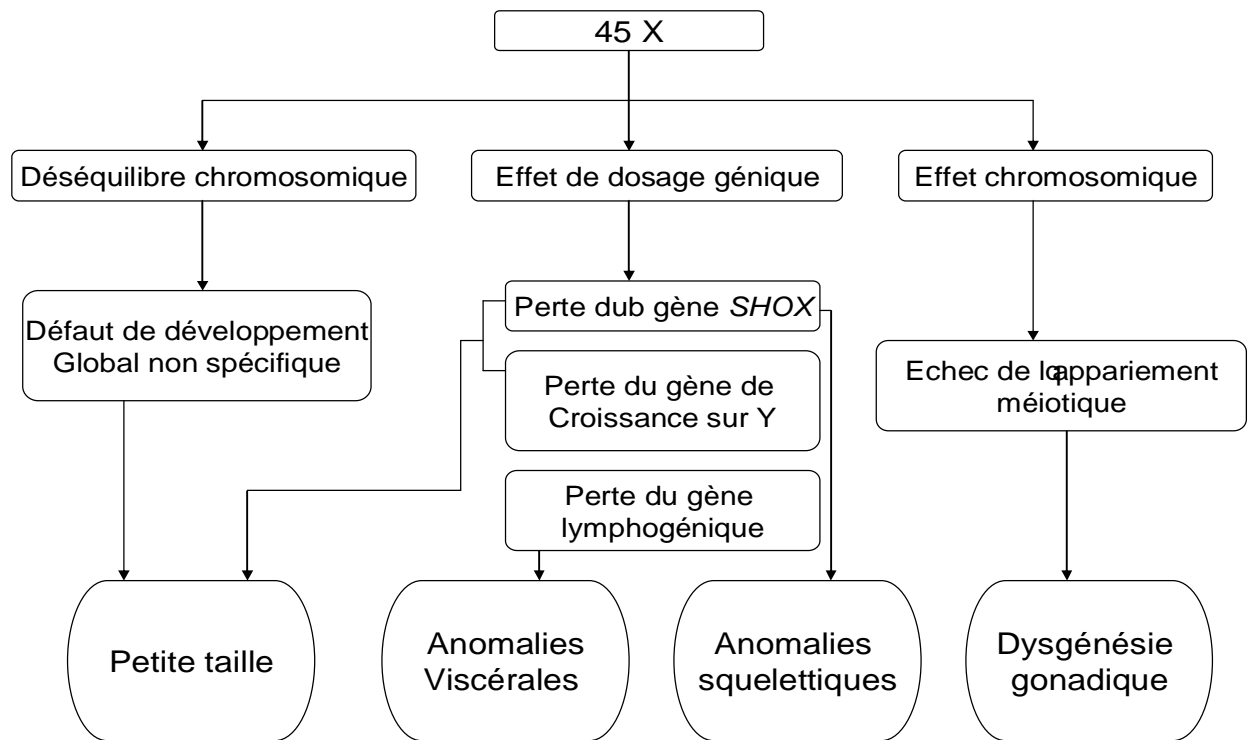 45 X
Déséquilibre chromosomique
Effet de dosage génique
Effet chromosomique
Défaut de développement
Global non spécifique
Perte dub gène SHOX
Perte du gène de
Croissance sur Y
Perte du gène
lymphogénique
Echec de lqappariement
méiotique
Petite taille
Anomalies
Viscérales
Anomalies
squelettiques
Dysgénésie
gonadique